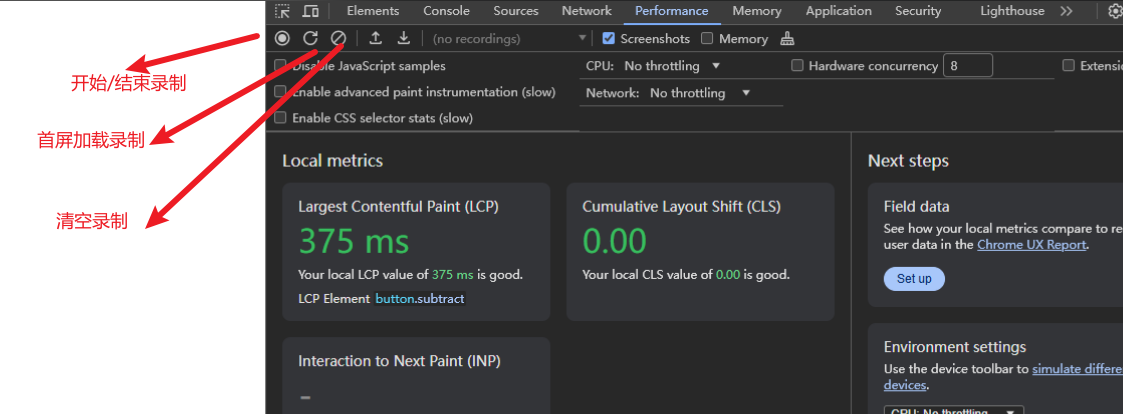 Elements Console Sources Network Performance Memory Application Security Lighthouse
(no recordings) Screenshots Memory
开始/结束录制
Disable JavaScript samples
CPU: No throttling
Hardware concurrency 8
Enable advanced paint instrumentation (slow)
Network: No throttling
Enable CSS selector stats (slow)
首屏加载录制
清空录制
Local metrics
Largest Contentful Paint (LCP)
375 ms
Your local LCP value of 375 ms is good.
LCP Element button.subtract
Cumulative Layout Shift (CLS)
0.00
Your local CLS value of 0.00 is good.
Interaction to Next Paint (INP)
-
Next steps
Field data
See how your local metrics compare to re
user data in the Chrome UX Report.
Set up
Environment settings
Use the device toolbar to simulate differe
devices.
CPU: No throttling